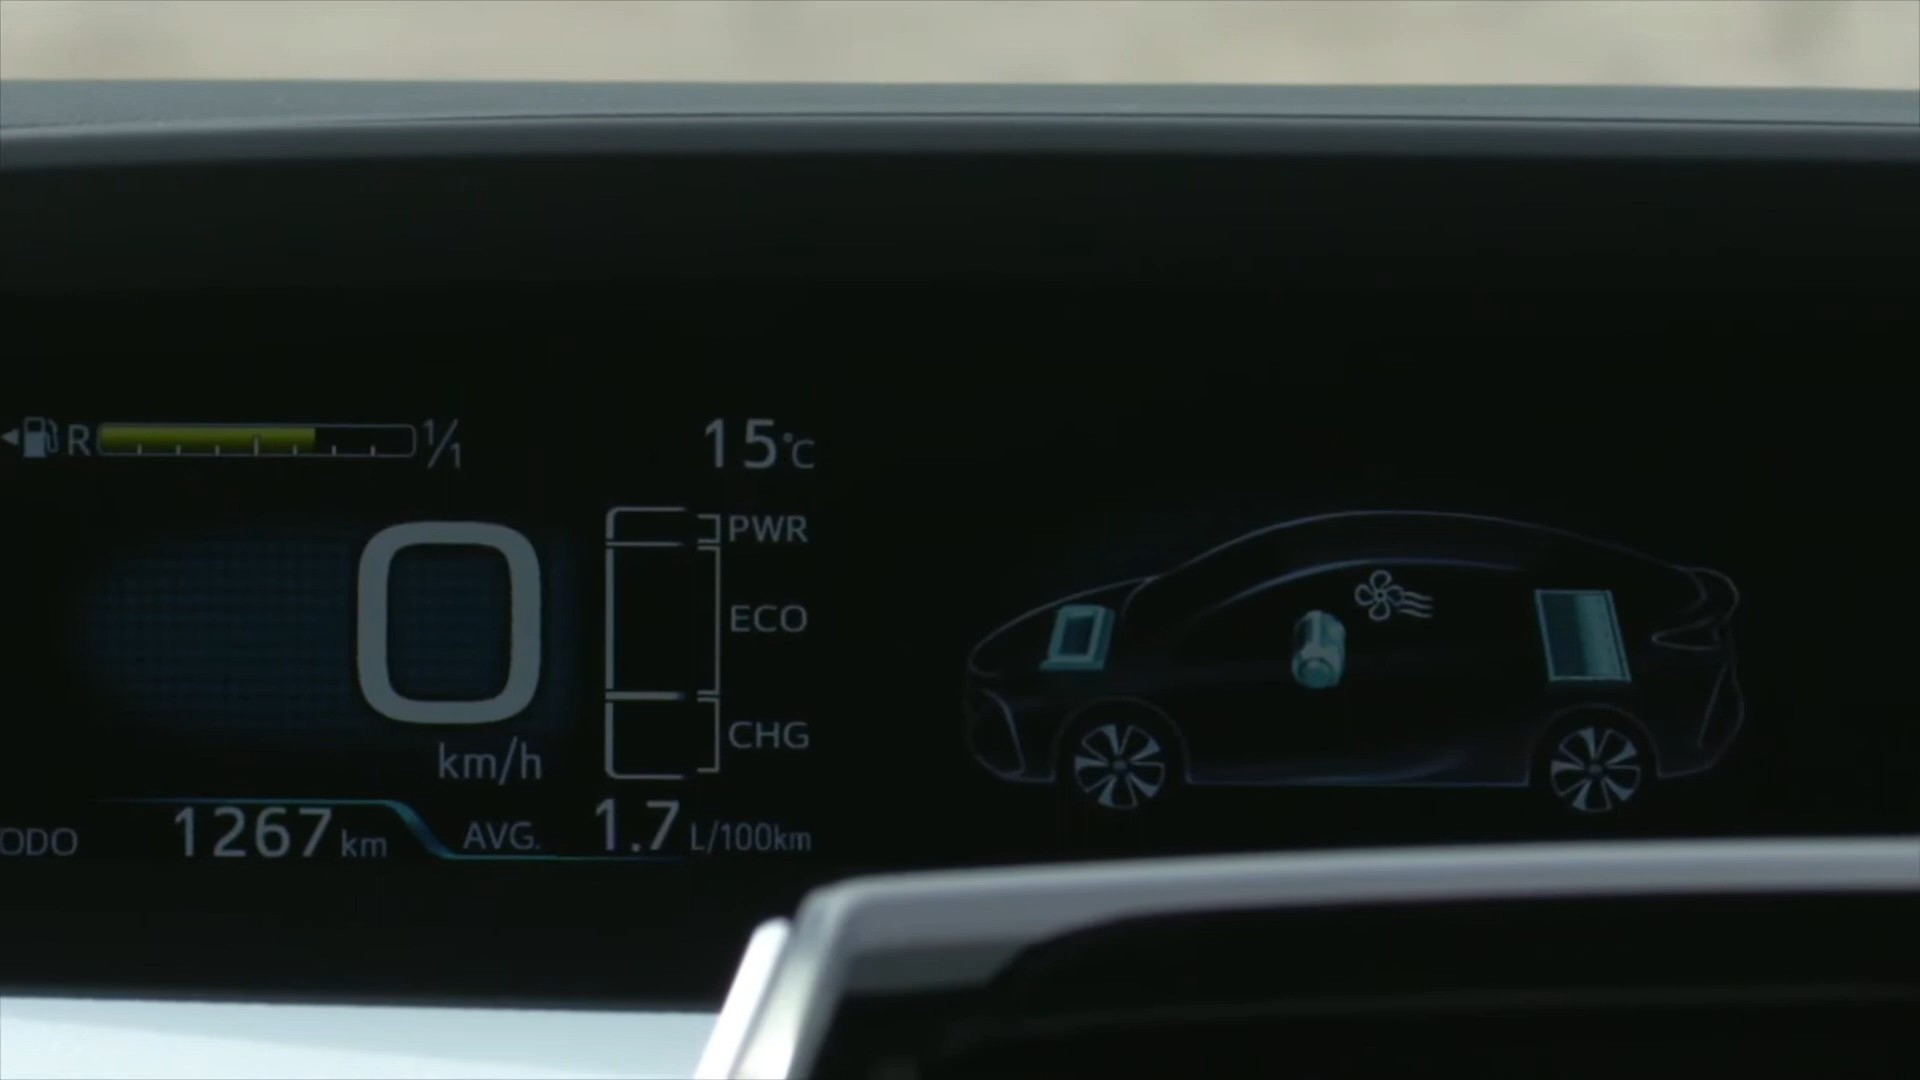 R 1/1
15°C
PWR
0
ECO
CHG
km/h
ODO 1267 km AVG. 1.7 L/100km